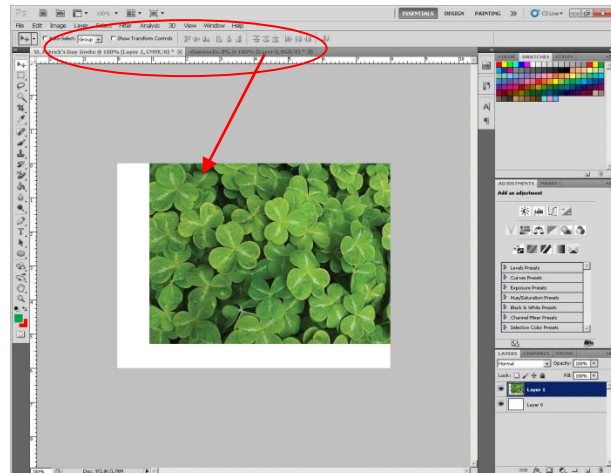 Ps 100% ESSENTIALS DESIGN PAINTING CS Live
File Edit Image Layer Select Filter Analysis 3D View Window Help
Auto-Select: Group Show Transform Controls
St. Patrick's Day Invite @ 100% (Layer 1, CMYK/8) * shamrocks.JPG @ 100% (Layer 0, RGB/8) *
COLOR SWATCHES STYLES
ADJUSTMENTS MASKS
Add an adjustment
Levels Presets
Curves Presets
Exposure Presets
Hue/Saturation Presets
Black & White Presets
Channel Mixer Presets
Selective Color Presets
LAYERS CHANNELS PATHS
Normal Opacity: 100%
Lock: Fill: 100%
Layer 1
Layer 0
100%